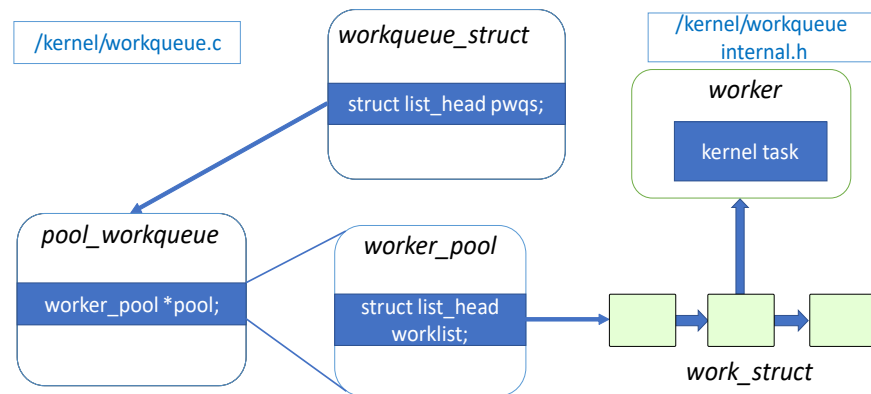 /kernel/workqueue.c
workqueue_struct
struct list_head pwqs;
/kernel/workqueue
internal.h
worker
kernel task
pool_workqueue
worker_pool *pool;
worker_pool
struct list_head
worklist;
work_struct